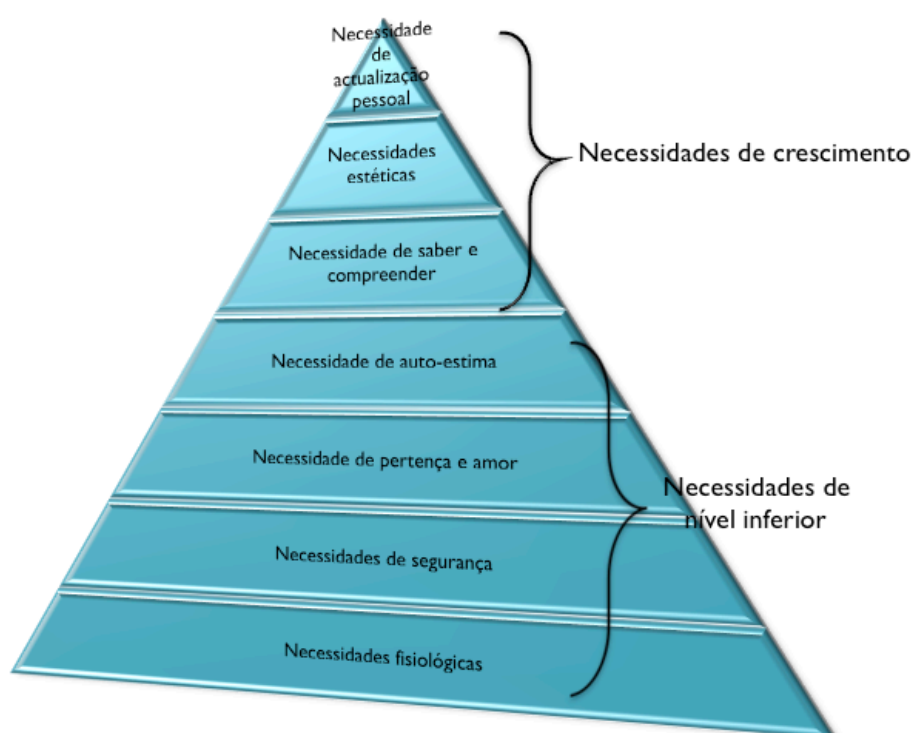 Necessidade
de
actualização
pessoal
Necessidades
estéticas
Necessidade de saber e
compreender
Necessidades de crescimento
Necessidade de auto-estima
Necessidade de pertença e amor
Necessidades de segurança
Necessidades fisiológicas
Necessidades de
nível inferior